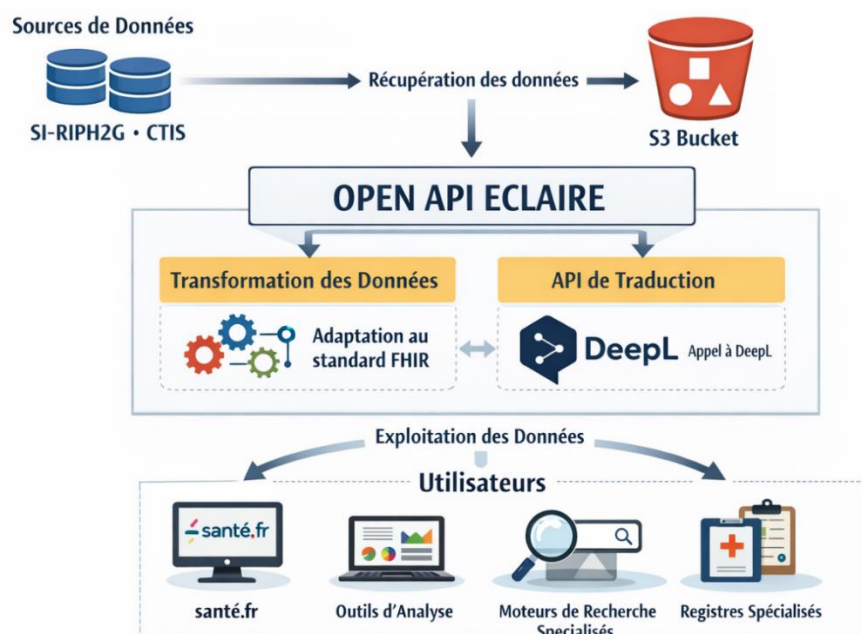 Sources de Données
SI-RIPH2G • CTIS
Récupération des données
S3 Bucket
OPEN API ECLAIRE
Transformation des Données
Adaptation au
standard FHIR
API de Traduction
DeepL Appel à DeepL
Exploitation des Données
Utilisateurs
santé.fr
santé.fr
Outils d'Analyse
Moteurs de Recherche
Specialisés
Registres Spécialisés